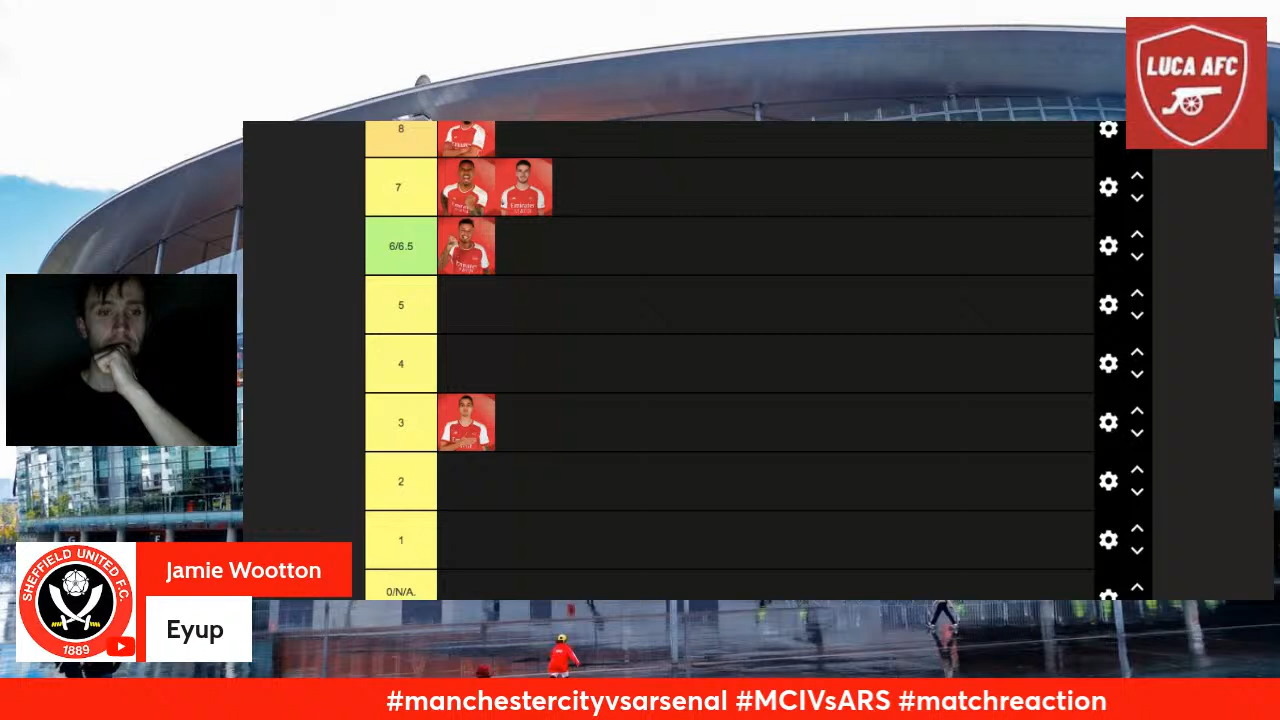 LUCA AFC
8
7
6/6.5
5
4
3
2
1
0/N/A.
SHEFFIELD UNITED F.C.
1889
Jamie Wootton
Eyup
#manchestercityvsarsenal #MCIVsARS #matchreaction